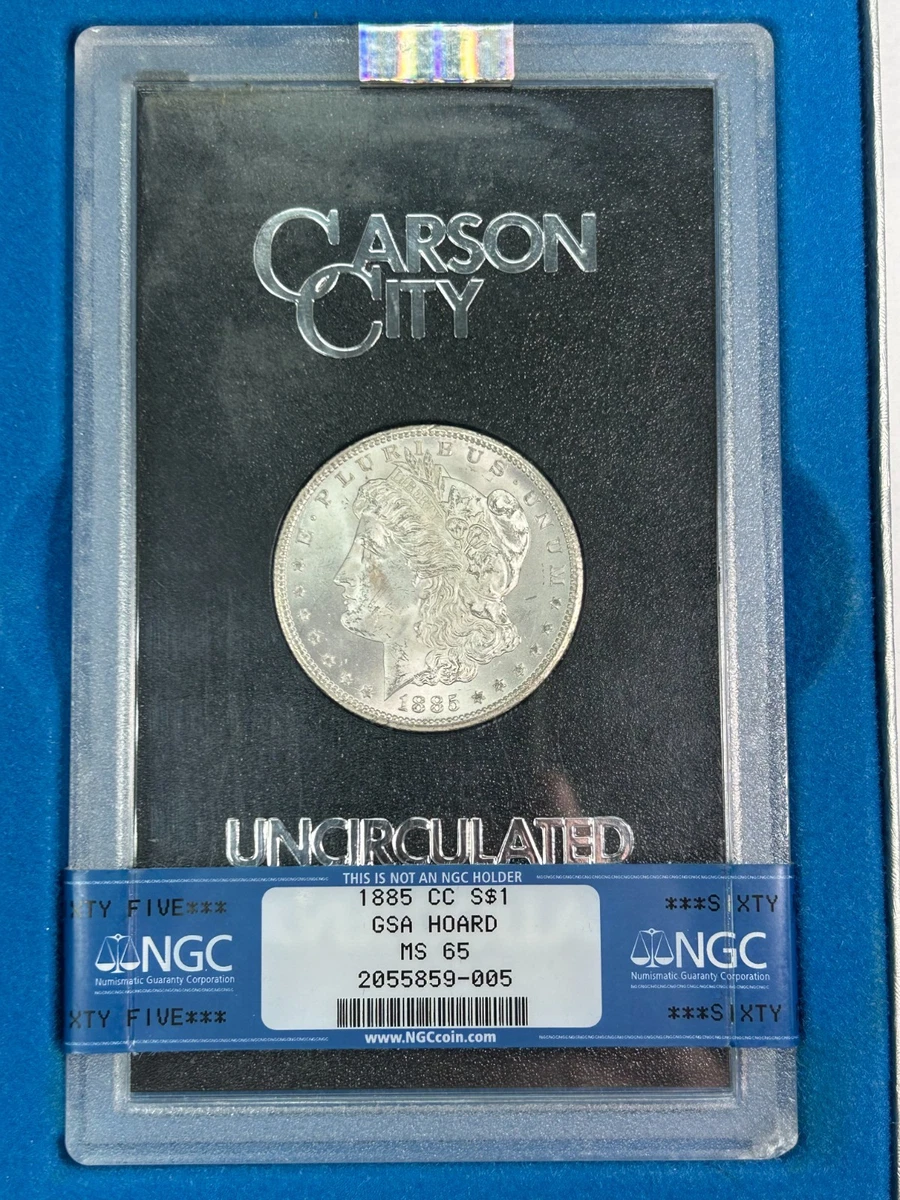 CARSON
CITY
E · PLURIBUS · UNUM
1885
UNCIRCULATED
THIS IS NOT AN NGC HOLDER
XTY FIVE***
1885 CC S$1
***SIXTY
GSA HOARD
NGC
Numismatic Guaranty Corporation
MS 65
NGC
Numismatic Guaranty Corporation
2055859-005
XTY FIVE***
***SIXTY
www.NGCcoin.com